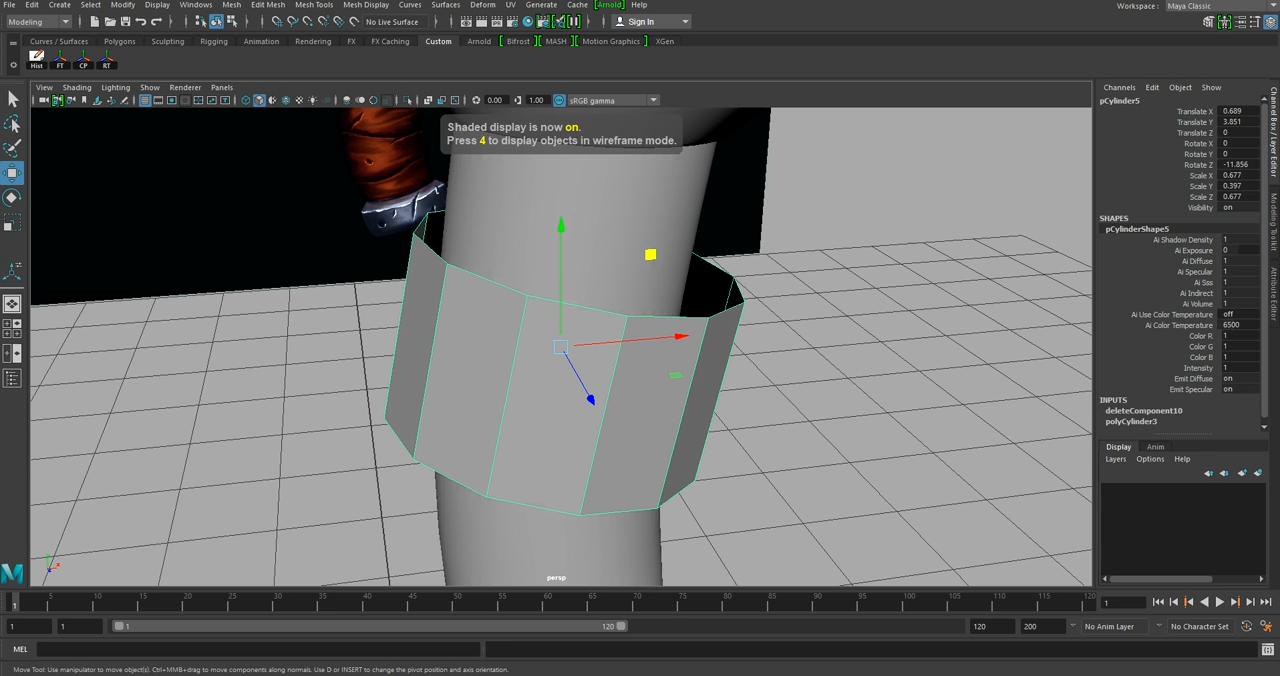 File Edit Create Select Modify Display Windows Mesh Edit Mesh Mesh Tools Mesh Display Curves Surfaces Deform UV Generate Cache [Arnold] Help
Workspace : Maya Classic
Modeling
No Live Surface
Sign In
Curves / Surfaces Polygons Sculpting Rigging Animation Rendering FX FX Caching Custom Arnold Bifrost MASH Motion Graphics XGen
Hist FT CP RT
View Shading Lighting Show Renderer Panels
0.00 1.00 sRGB gamma
Shaded display is now on.
Press 4 to display objects in wireframe mode.
persp
Channels Edit Object Show
pCylinder5
Translate X 0.689
Translate Y 3.851
Translate Z 0
Rotate X 0
Rotate Y 0
Rotate Z -11.856
Scale X 0.677
Scale Y 0.397
Scale Z 0.677
Visibility on
SHAPES
pCylinderShape5
Ai Shadow Density 1
Ai Exposure 0
Ai Diffuse 1
Ai Specular 1
Ai Sss 1
Ai Indirect 1
Ai Volume 1
Ai Use Color Temperature off
Ai Color Temperature 6500
Color R 1
Color G 1
Color B 1
Intensity 1
Emit Diffuse on
Emit Specular on
INPUTS
deleteComponent10
polyCylinder3
Display Anim
Layers Options Help
Channel Box / Layer Editor
Modeling Toolkit
Attribute Editor
1 5 10 15 20 25 30 35 40 45 50 55 60 65 70 75 80 85 90 95 100 105 110 115 120
1
1 1 1 120 120 200 No Anim Layer No Character Set
MEL
Move Tool: Use manipulator to move object(s). Ctrl+MMB+drag to move components along normals. Use D or INSERT to change the pivot position and axis orientation.